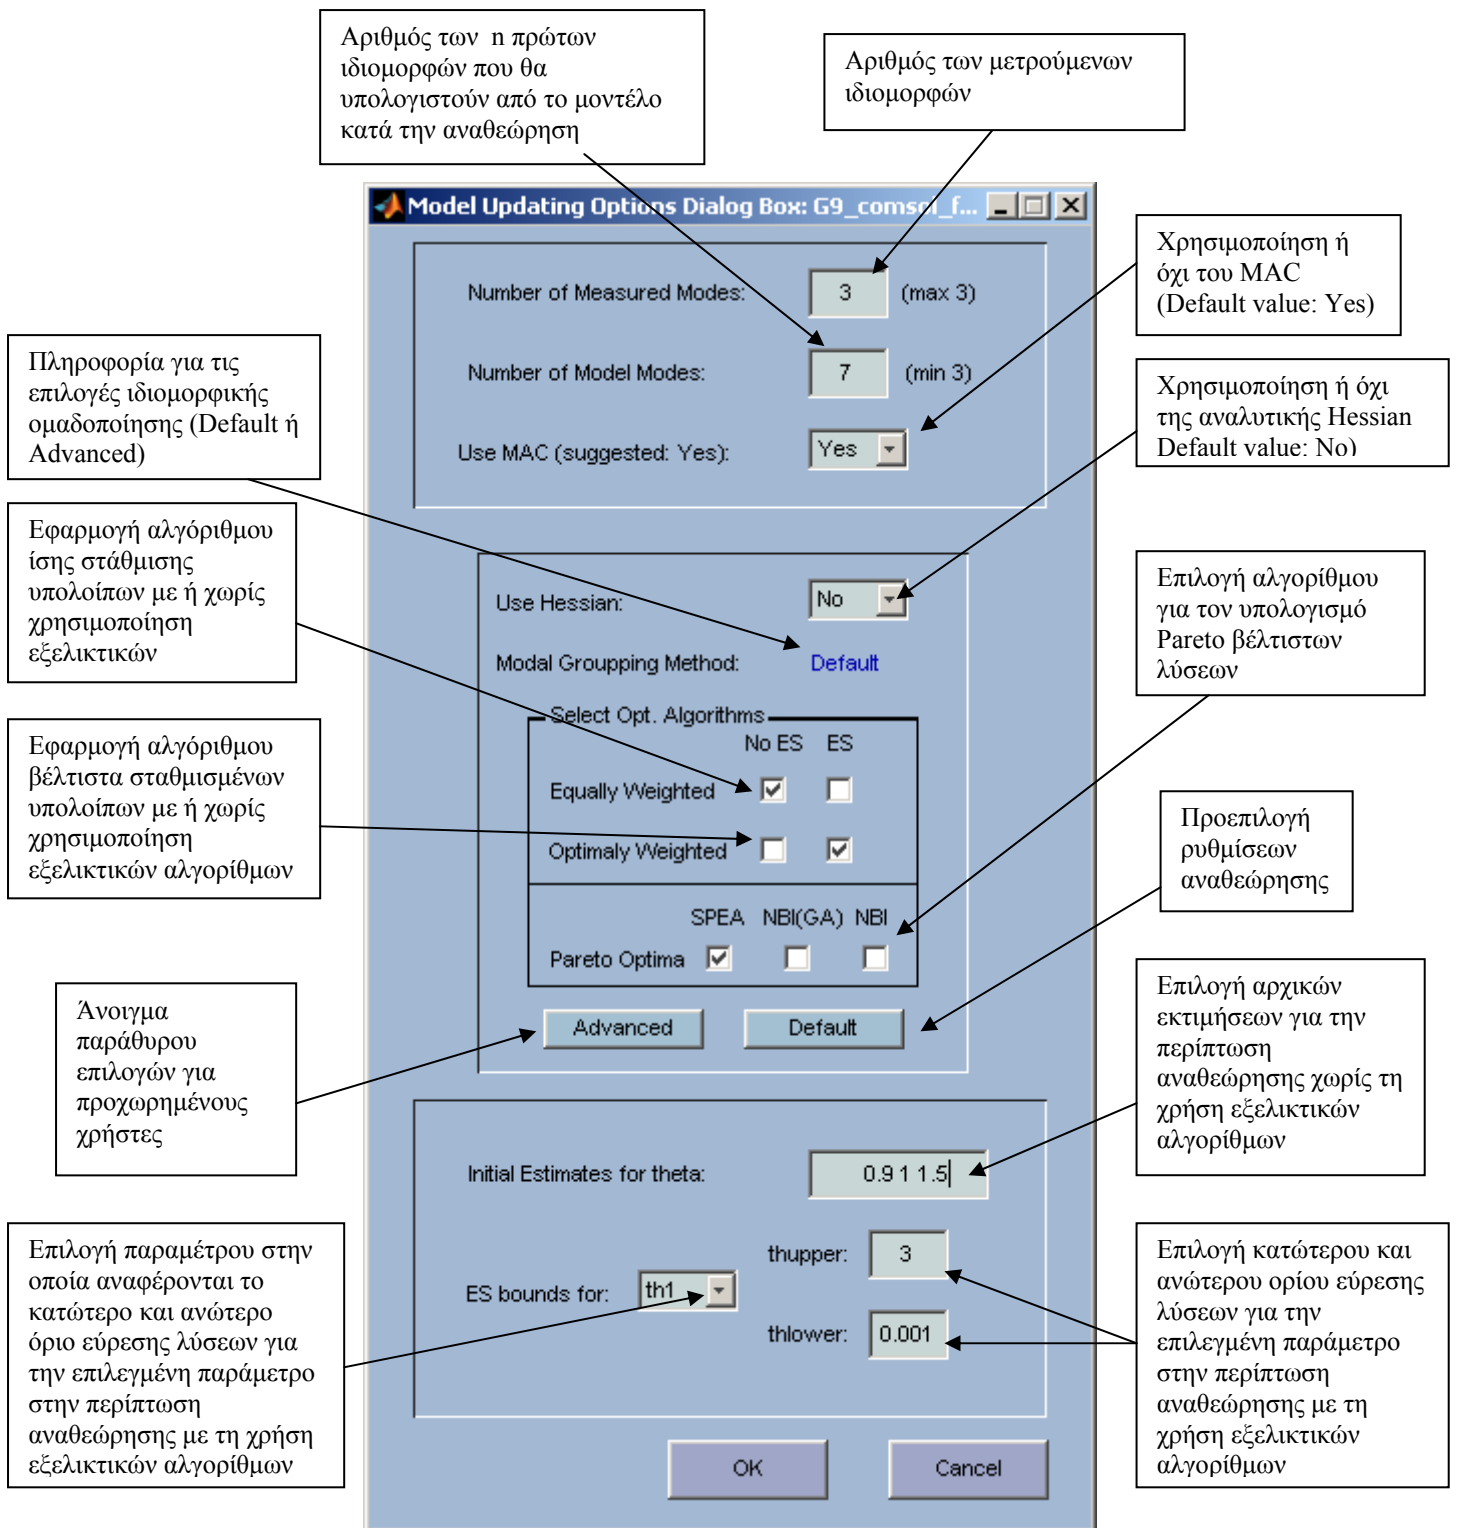 Αριθμός των  n πρώτων
ιδιομορφών που θα
υπολογιστούν από το μοντέλο
κατά την αναθεώρηση
Αριθμός των μετρούμενων
ιδιομορφών
Model Updating Options Dialog Box: G9_comsol_f...
Number of Measured Modes:
3
(max 3)
Number of Model Modes:
7
(min 3)
Use MAC (suggested: Yes):
Yes
Χρησιμοποίηση ή
όχι του MAC
(Default value: Yes)
Χρησιμοποίηση ή όχι
της αναλυτικής Hessian
Default value: No)
Πληροφορία για τις
επιλογές ιδιομορφικής
ομαδοποίησης (Default ή
Advanced)
Εφαρμογή αλγόριθμου
ίσης στάθμισης
υπολοίπων με ή χωρίς
χρησιμοποίηση
εξελικτικών
Use Hessian:
No
Modal Groupping Method:
Default
Επιλογή αλγορίθμου
για τον υπολογισμό
Pareto βέλτιστων
λύσεων
Select Opt. Algorithms
No ES
ES
Equally Weighted
Optimaly Weighted
SPEA
NBI(GA)
NBI
Pareto Optima
Εφαρμογή αλγόριθμου
βέλτιστα σταθμισμένων
υπολοίπων με ή χωρίς
χρησιμοποίηση
εξελικτικών αλγορίθμων
Προεπιλογή
ρυθμίσεων
αναθεώρησης
Advanced
Default
Άνοιγμα
παράθυρου
επιλογών για
προχωρημένους
χρήστες
Επιλογή αρχικών
εκτιμήσεων για την
περίπτωση
αναθεώρησης χωρίς τη
χρήση εξελικτικών
αλγορίθμων
Initial Estimates for theta:
0.9 1 1.5
ES bounds for:
th1
thupper:
3
thlower:
0.001
Επιλογή παραμέτρου στην
οποία αναφέρονται το
κατώτερο και ανώτερο
όριο εύρεσης λύσεων για
την επιλεγμένη παράμετρο
στην περίπτωση
αναθεώρησης με τη χρήση
εξελικτικών αλγορίθμων
Επιλογή κατώτερου και
ανώτερου ορίου εύρεσης
λύσεων για την
επιλεγμένη παράμετρο
στην περίπτωση
αναθεώρησης με τη
χρήση εξελικτικών
αλγορίθμων
OK
Cancel